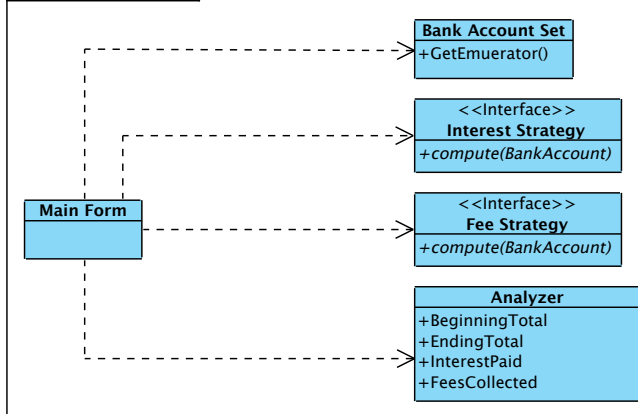 Bank Account Set
+GetEmuerator()
<<Interface>>
Interest Strategy
+compute(BankAccount)
Main Form
<<Interface>>
Fee Strategy
+compute(BankAccount)
Analyzer
+BeginningTotal
+EndingTotal
+InterestPaid
+FeesCollected